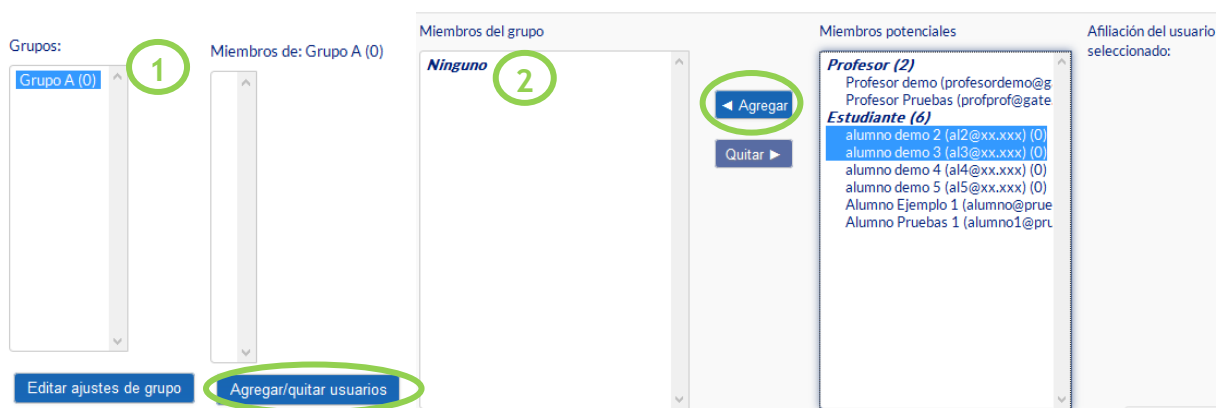 Grupos:
Grupo A (0)
1
Editar ajustes de grupo
Miembros de: Grupo A (0)
Agregar/quitar usuarios
Miembros del grupo
Ninguno
2
◄ Agregar
Quitar ►
Miembros potenciales
Profesor (2)
Profesor demo (profesordemo@g
Profesor Pruebas (profprof@gate
Estudiante (6)
alumno demo 2 (al2@xx.xxx) (0)
alumno demo 3 (al3@xx.xxx) (0)
alumno demo 4 (al4@xx.xxx) (0)
alumno demo 5 (al5@xx.xxx) (0)
Alumno Ejemplo 1 (alumno@prue
Alumno Pruebas 1 (alumno1@pru
Afiliación del usuario
seleccionado: